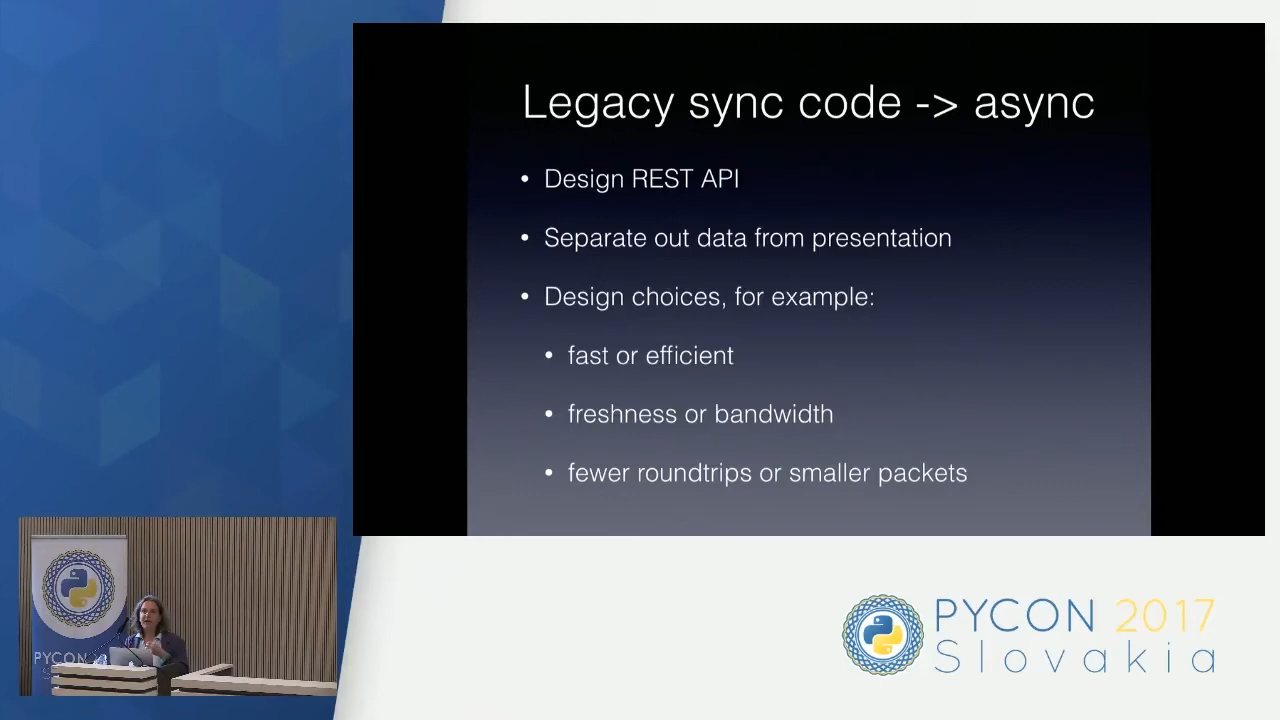 Legacy sync code -> async
• Design REST API
• Separate out data from presentation
• Design choices, for example:
• fast or efficient
• freshness or bandwidth
• fewer roundtrips or smaller packets
PYCON
PYCON 2017
Slovakia